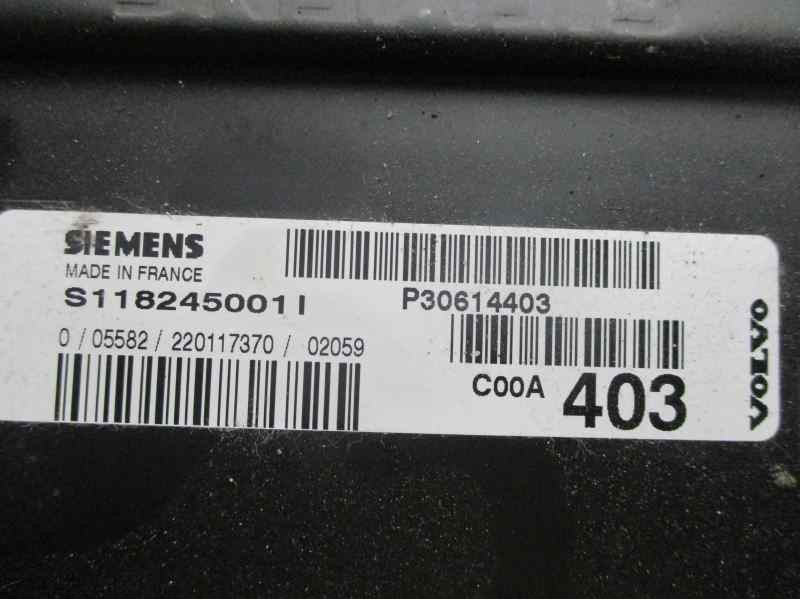 SIEMENS
MADE IN FRANCE
S118245001 I
P30614403
0 / 05582 / 220117370 / 02059
C00A 403
VOLVO